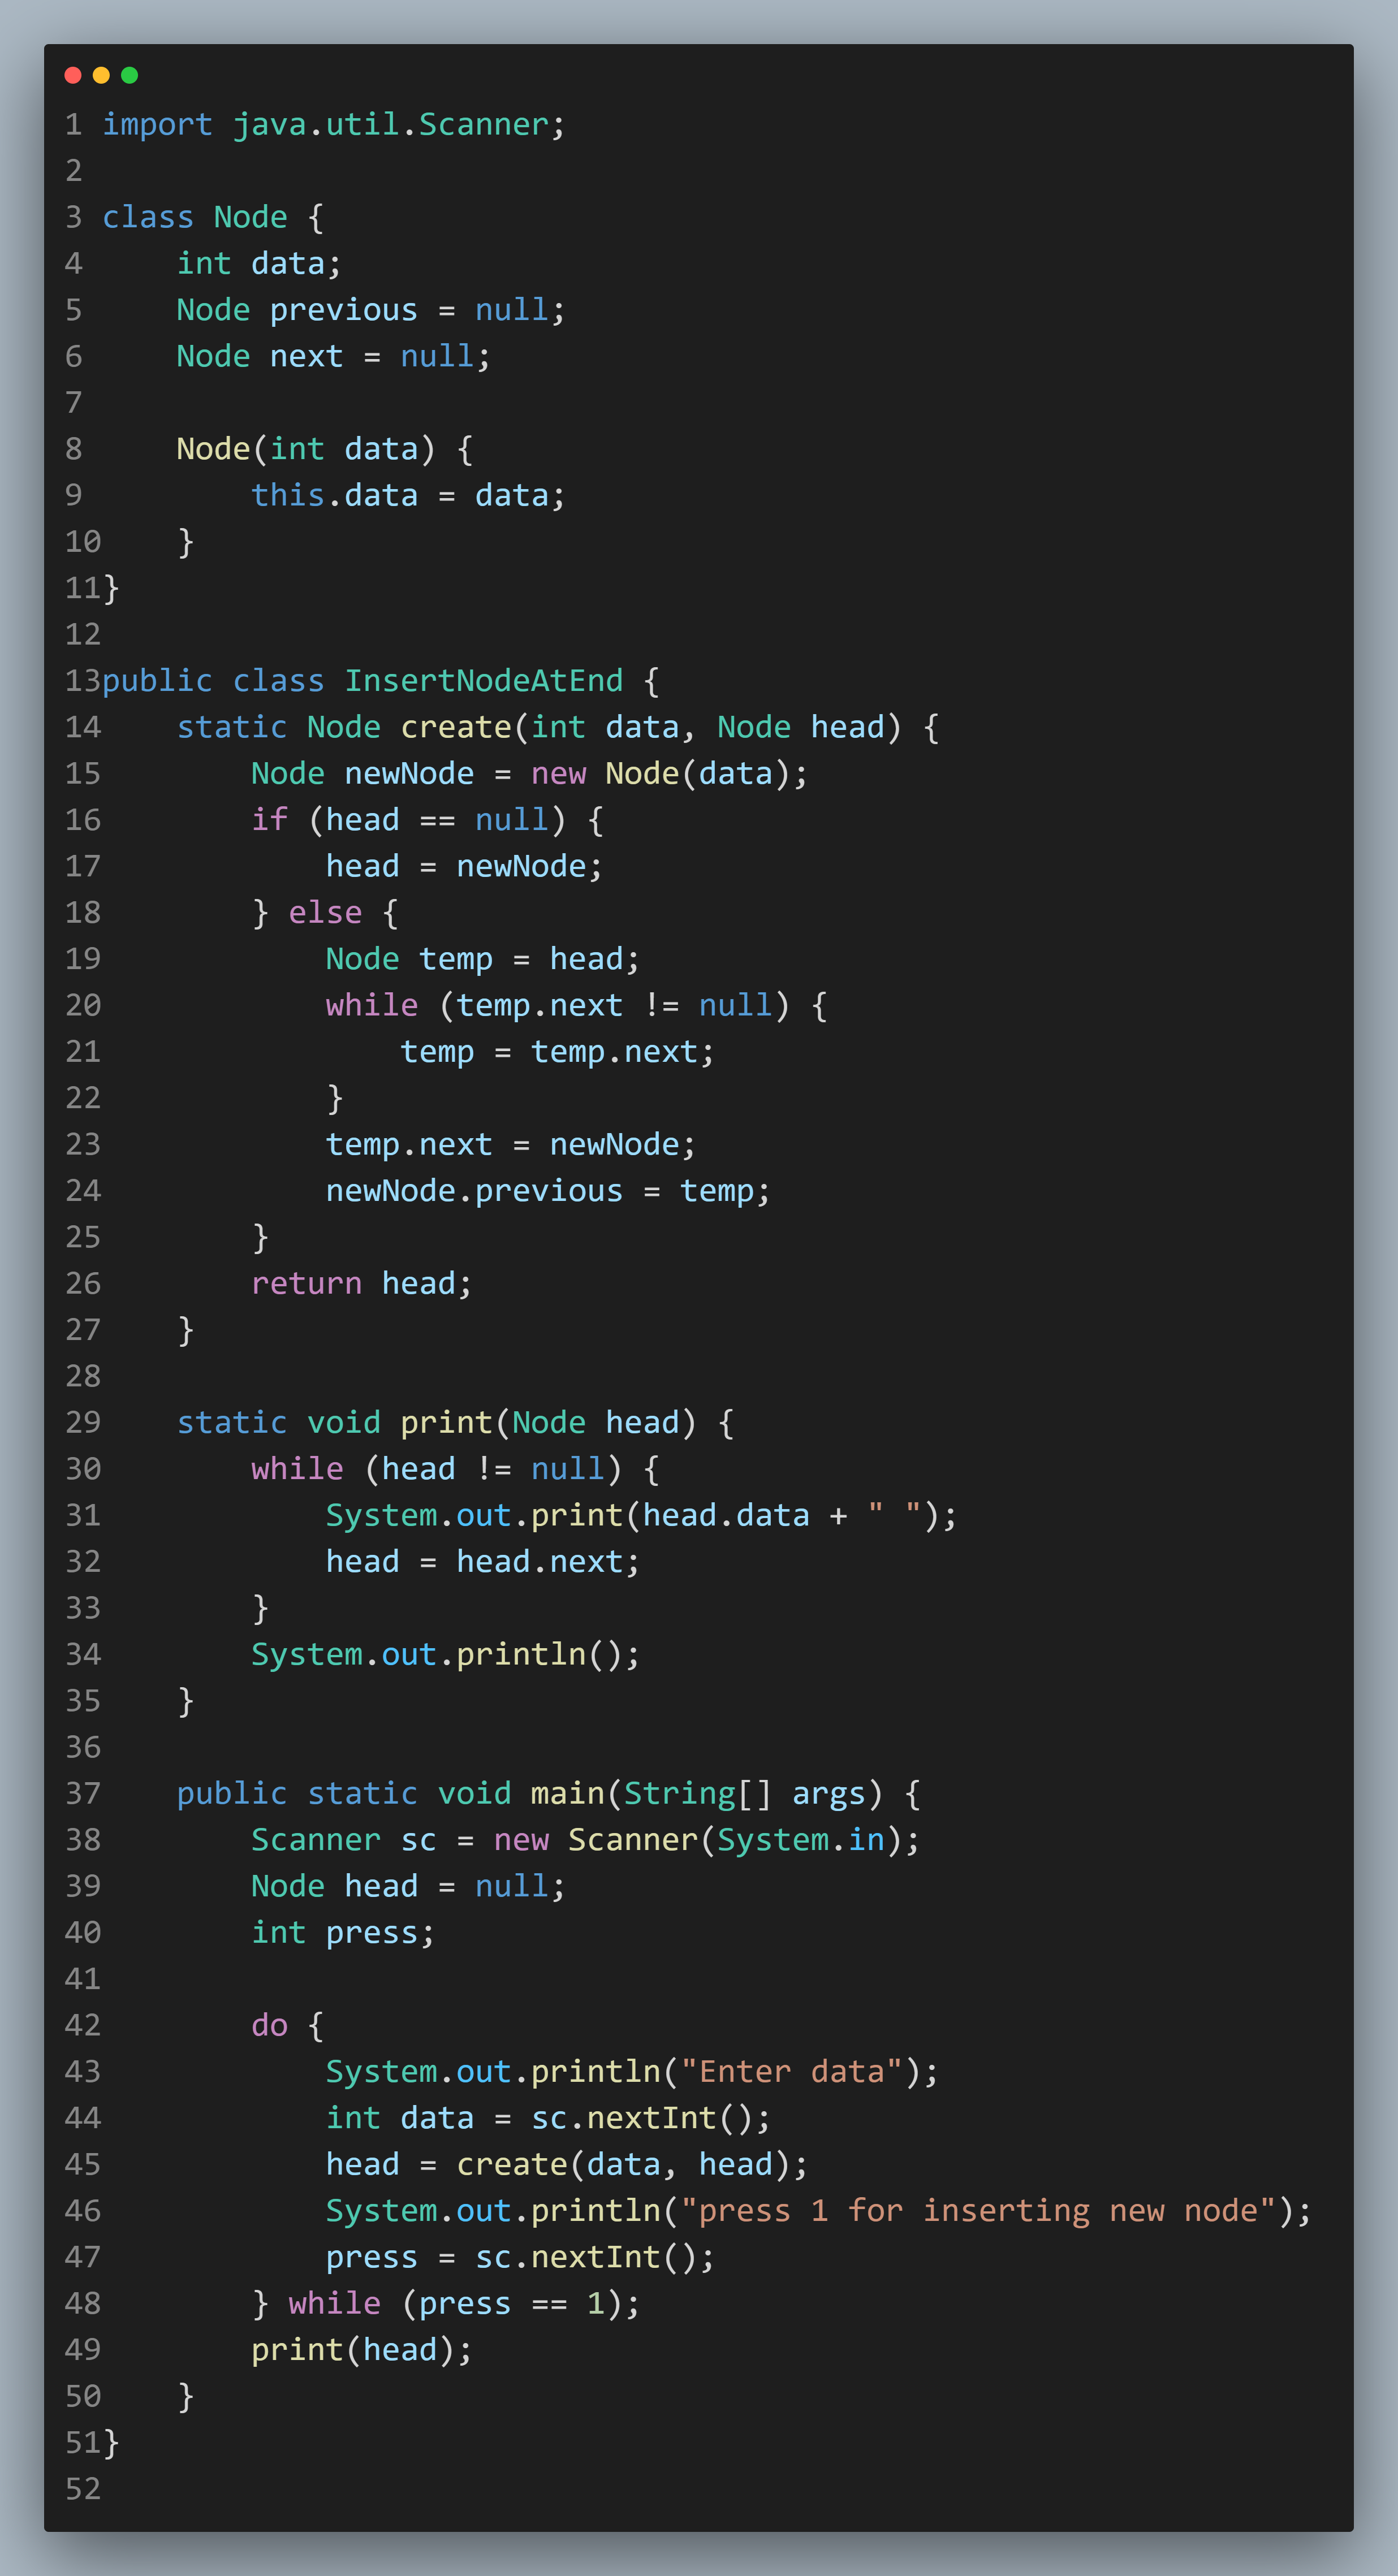 1 import java.util.Scanner;
2
3 class Node {
4     int data;
5     Node previous = null;
6     Node next = null;
7
8     Node(int data) {
9         this.data = data;
10    }
11}
12
13public class InsertNodeAtEnd {
14    static Node create(int data, Node head) {
15        Node newNode = new Node(data);
16        if (head == null) {
17            head = newNode;
18        } else {
19            Node temp = head;
20            while (temp.next != null) {
21                temp = temp.next;
22            }
23            temp.next = newNode;
24            newNode.previous = temp;
25        }
26        return head;
27    }
28
29    static void print(Node head) {
30        while (head != null) {
31            System.out.print(head.data + " ");
32            head = head.next;
33        }
34        System.out.println();
35    }
36
37    public static void main(String[] args) {
38        Scanner sc = new Scanner(System.in);
39        Node head = null;
40        int press;
41
42        do {
43            System.out.println("Enter data");
44            int data = sc.nextInt();
45            head = create(data, head);
46            System.out.println("press 1 for inserting new node");
47            press = sc.nextInt();
48        } while (press == 1);
49        print(head);
50    }
51}
52